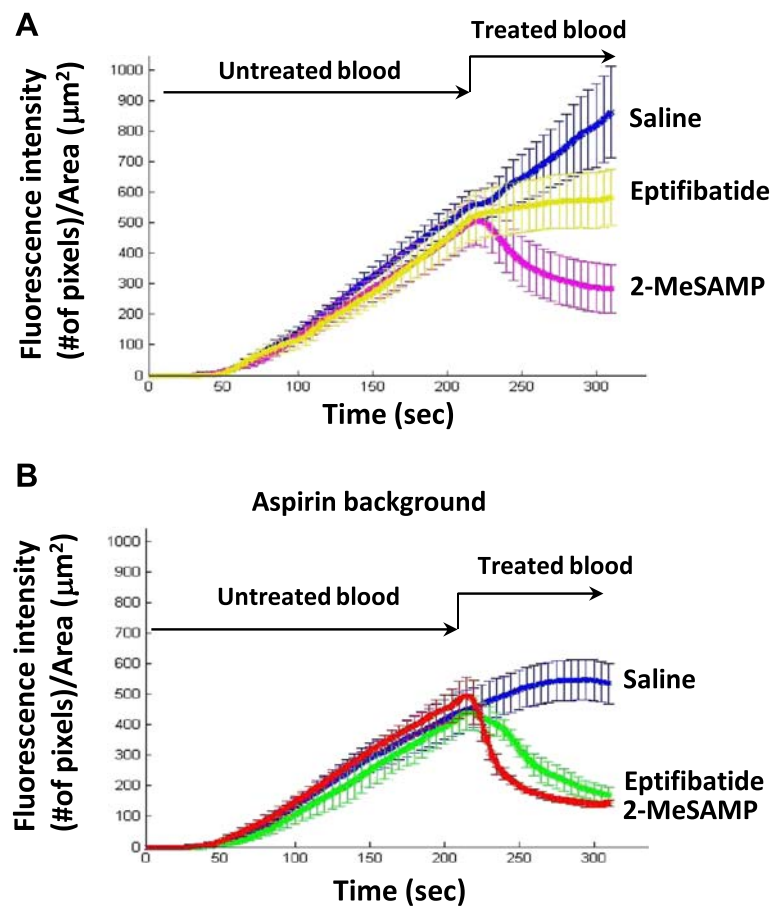 A
Treated blood
Untreated blood
Fluorescence intensity
(#of pixels)/Area (µm²)
1000
900
800
700
600
500
400
300
200
100
0
Saline
Eptifibatide
2-MeSAMP
0 50 100 150 200 250 300
Time (sec)
B
Aspirin background
Treated blood
Untreated blood
Fluorescence intensity
(#of pixels)/Area (µm²)
1000
900
800
700
600
500
400
300
200
100
0
Saline
Eptifibatide
2-MeSAMP
0 50 100 150 200 250 300
Time (sec)